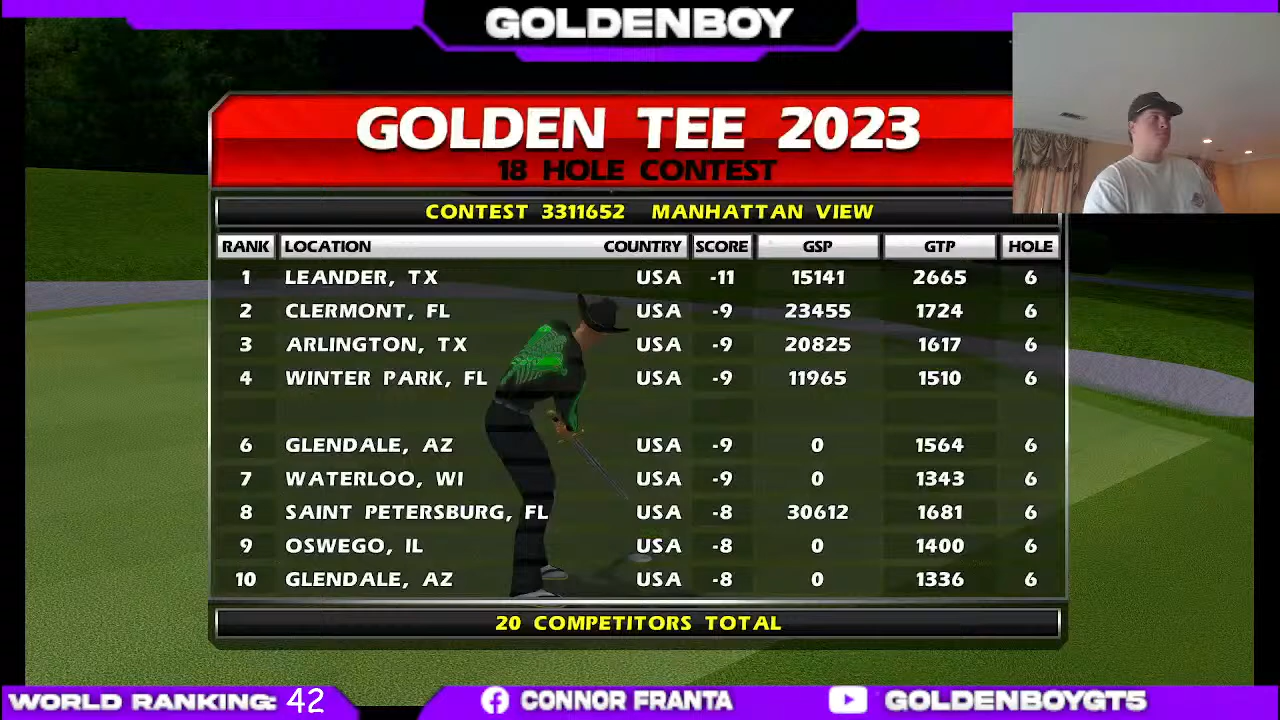 GOLDENBOY
GOLDEN TEE 2023
18 HOLE CONTEST
CONTEST 3311652 MANHATTAN VIEW
RANK LOCATION COUNTRY SCORE GSP GTP HOLE
1 LEANDER, TX USA -11 15141 2665 6
2 CLERMONT, FL USA -9 23455 1724 6
3 ARLINGTON, TX USA -9 20825 1617 6
4 WINTER PARK, FL USA -9 11965 1510 6
6 GLENDALE, AZ USA -9 0 1564 6
7 WATERLOO, WI USA -9 0 1343 6
8 SAINT PETERSBURG, FL USA -8 30612 1681 6
9 OSWEGO, IL USA -8 0 1400 6
10 GLENDALE, AZ USA -8 0 1336 6
20 COMPETITORS TOTAL
WORLD RANKING: 42 CONNOR FRANTA GOLDENBOYGT5